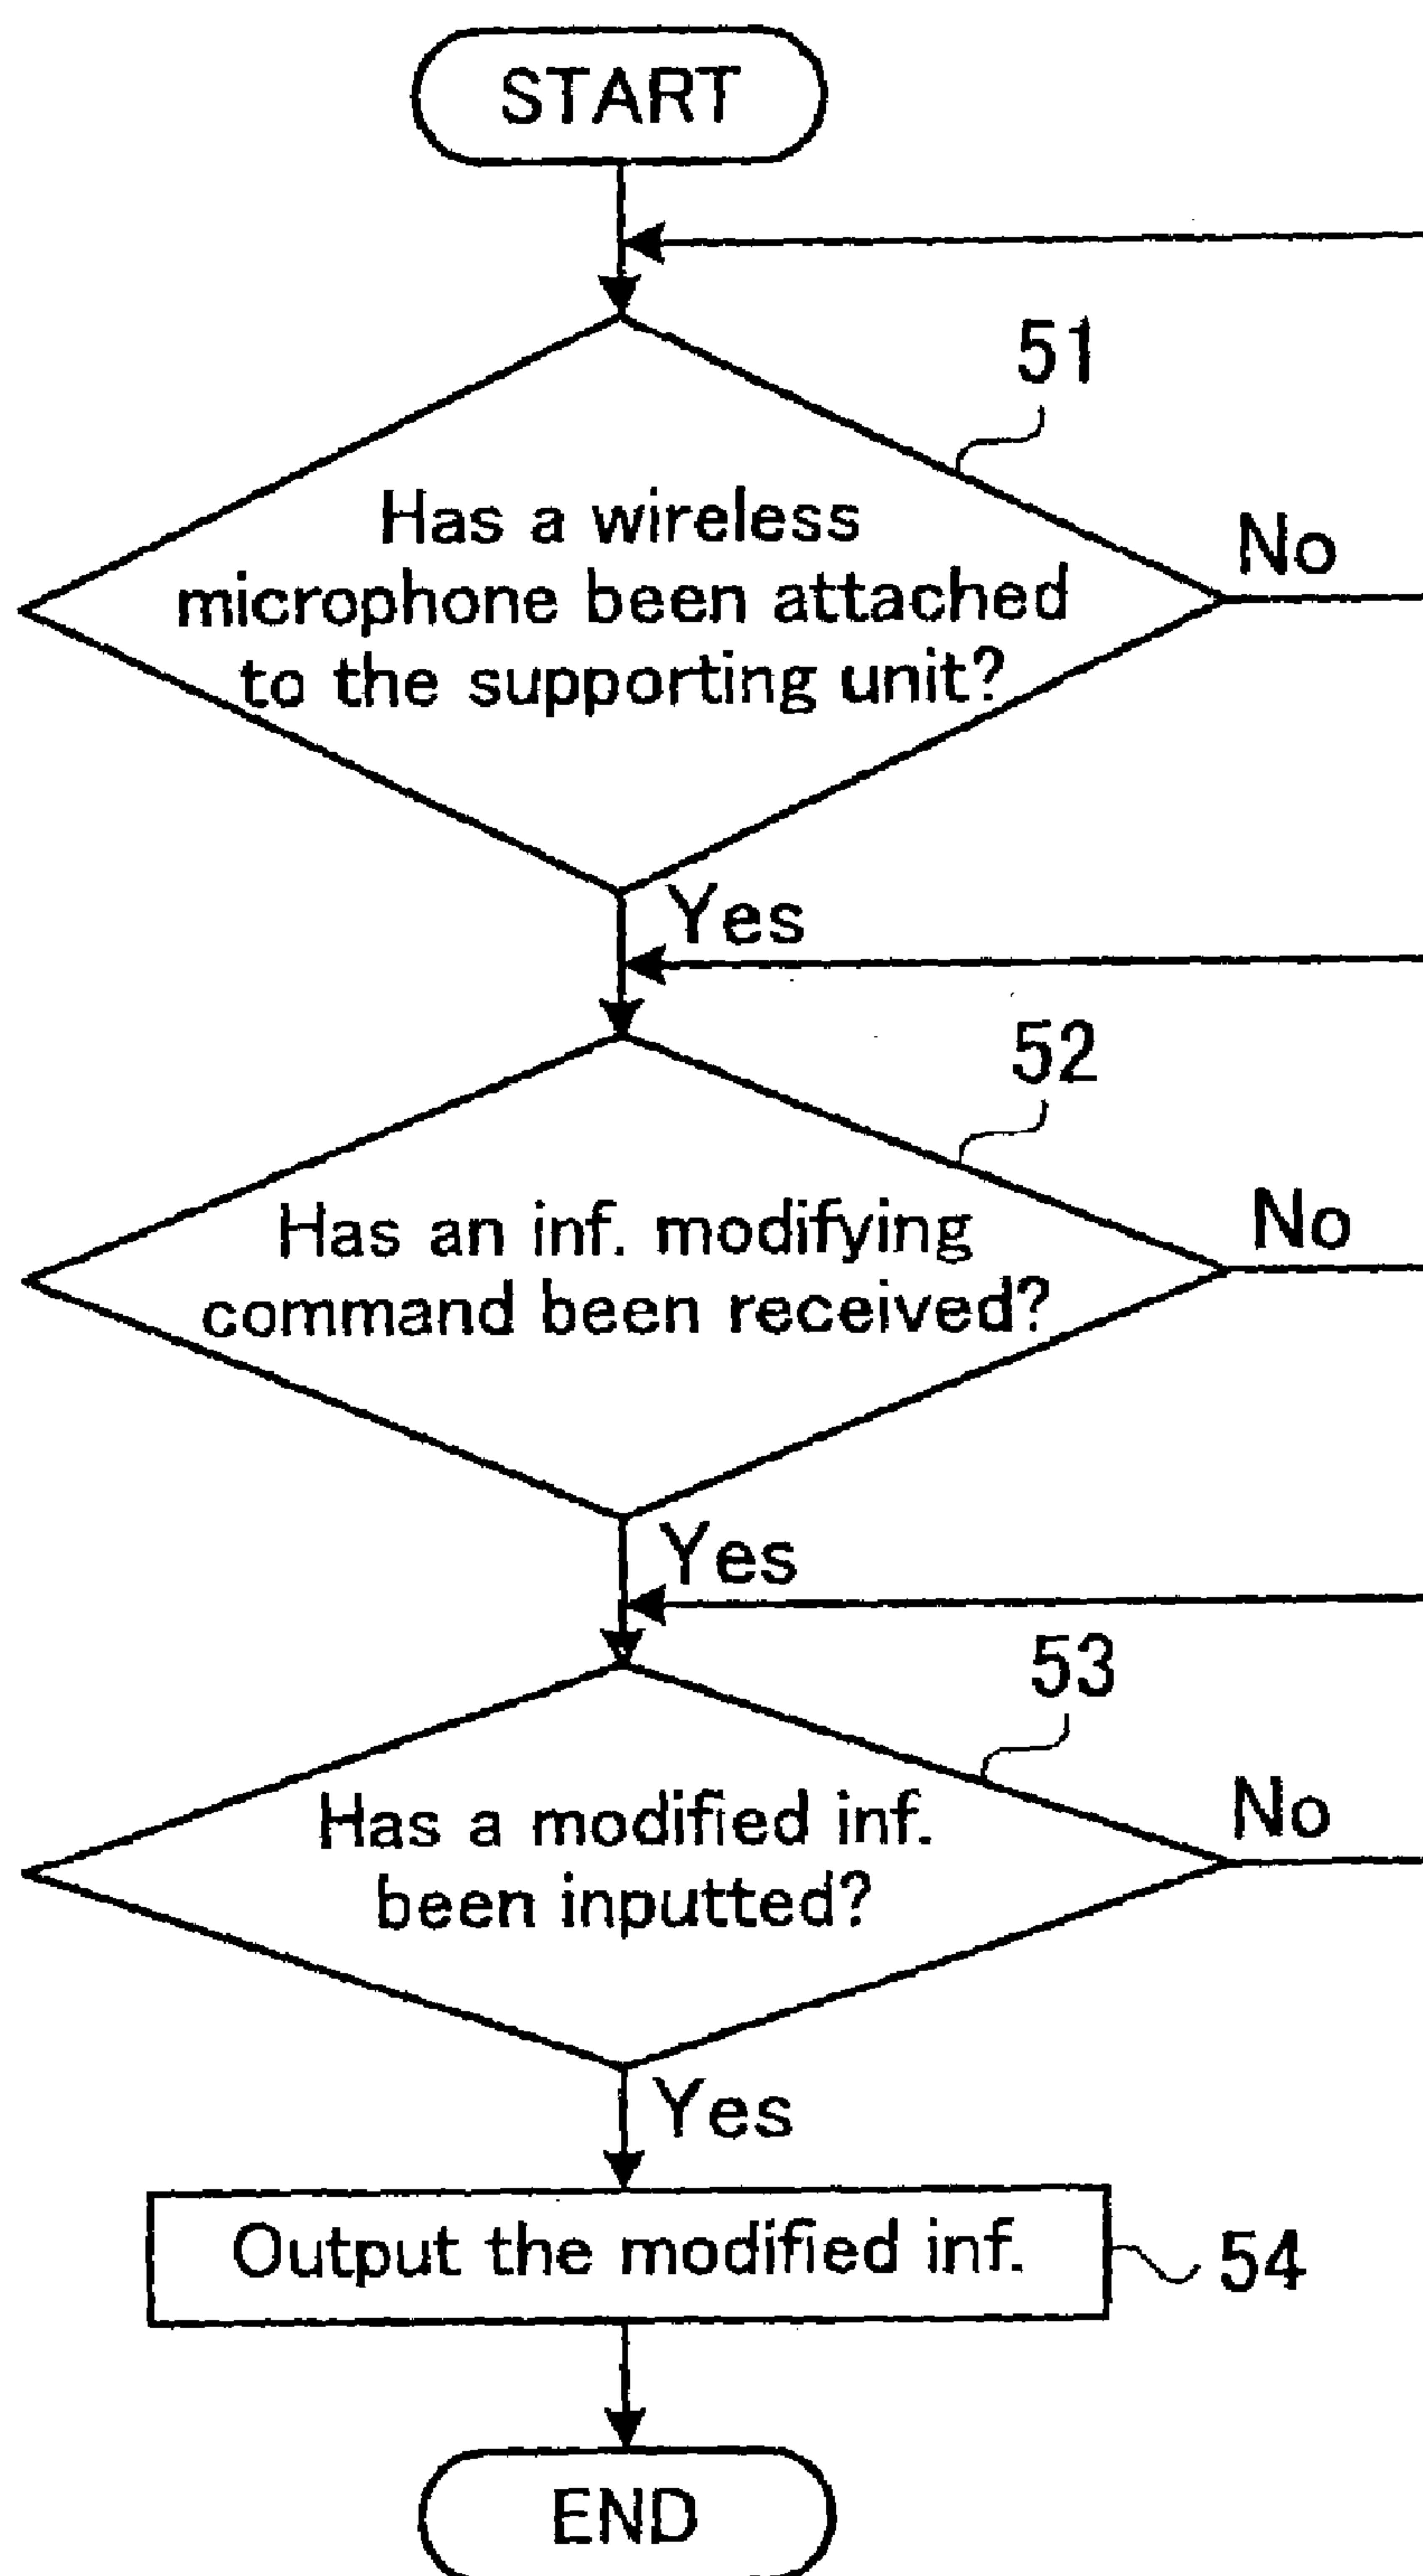 START
51
Has a wireless
microphone been attached
to the supporting unit?
No
Yes
52
Has an inf. modifying
command been received?
No
Yes
53
Has a modified inf.
been inputted?
No
Yes
Output the modified inf.
54
END